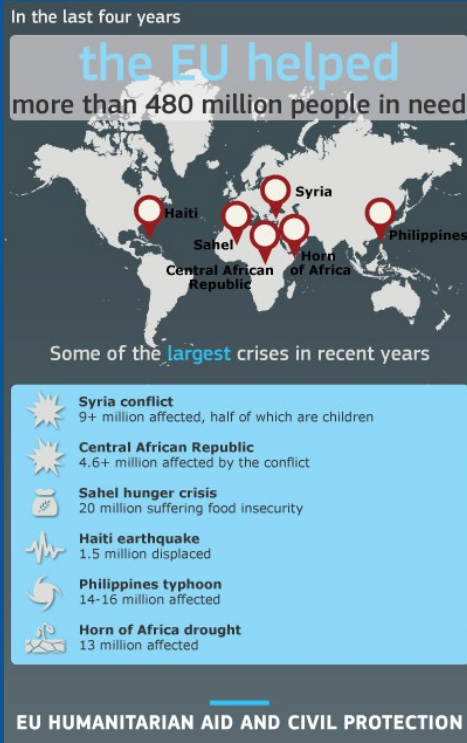 In the last four years
the EU helped
more than 480 million people in need
Syria
Haiti
Philippines
Sahel
Horn
of Africa
Central African
Republic
Some of the largest crises in recent years
Syria conflict
9+ million affected, half of which are children
Central African Republic
4.6+ million affected by the conflict
Sahel hunger crisis
20 million suffering food insecurity
Haiti earthquake
1.5 million displaced
Philippines typhoon
14-16 million affected
Horn of Africa drought
13 million affected
EU HUMANITARIAN AID AND CIVIL PROTECTION